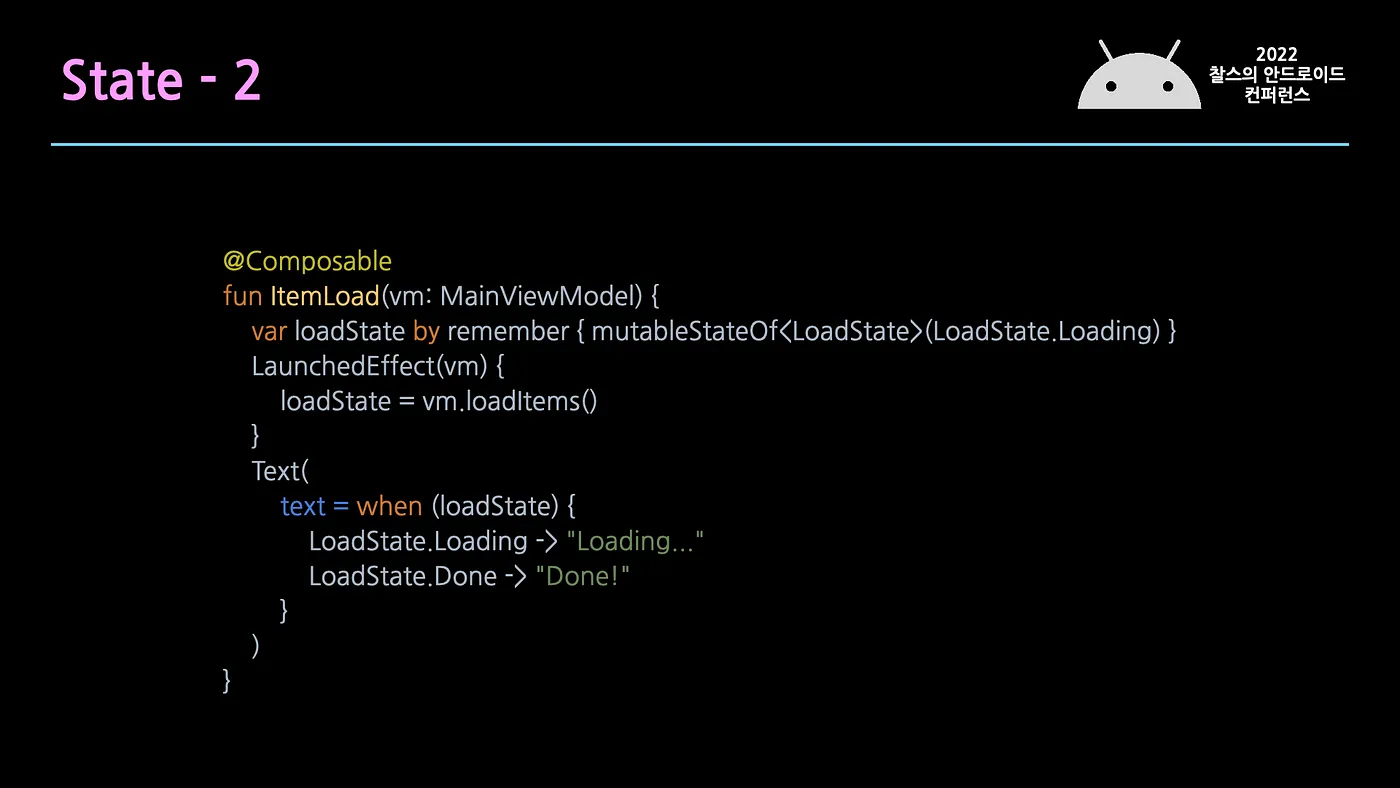 State - 2
2022
찰스의 안드로이드
컨퍼런스
@Composable
fun ItemLoad(vm: MainViewModel) {
    var loadState by remember { mutableStateOf<LoadState>(LoadState.Loading) }
    LaunchedEffect(vm) {
        loadState = vm.loadItems()
    }
    Text(
        text = when (loadState) {
            LoadState.Loading -> "Loading..."
            LoadState.Done -> "Done!"
        }
    )
}